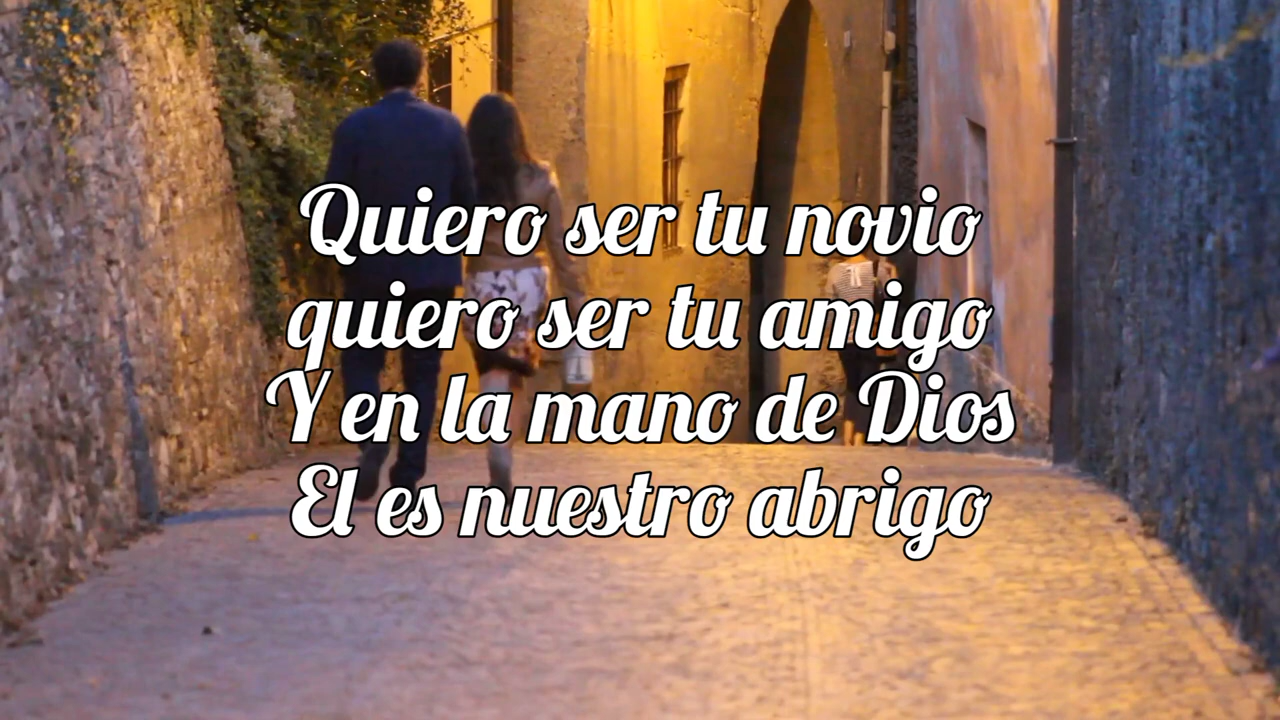 Quiero ser tu novio
quiero ser tu amigo
Y en la mano de Dios
El es nuestro abrigo